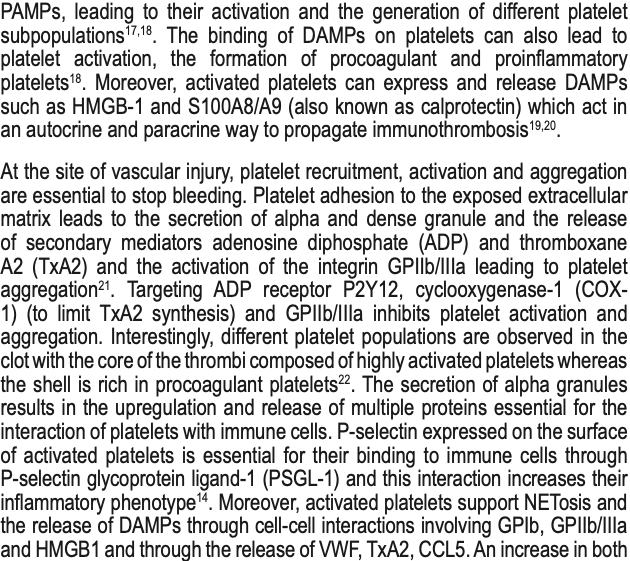 PAMPs, leading to their activation and the generation of different platelet
subpopulations17,18. The binding of DAMPs on platelets can also lead to
platelet activation, the formation of procoagulant and proinflammatory
platelets18. Moreover, activated platelets can express and release DAMPs
such as HMGB-1 and S100A8/A9 (also known as calprotectin) which act in
an autocrine and paracrine way to propagate immunothrombosis19,20.
At the site of vascular injury, platelet recruitment, activation and aggregation
are essential to stop bleeding. Platelet adhesion to the exposed extracellular
matrix leads to the secretion of alpha and dense granule and the release
of secondary mediators adenosine diphosphate (ADP) and thromboxane
A2 (TxA2) and the activation of the integrin GPIIb/IIIa leading to platelet
aggregation21. Targeting ADP receptor P2Y12, cyclooxygenase-1 (COX-
1) (to limit TxA2 synthesis) and GPIIb/IIIa inhibits platelet activation and
aggregation. Interestingly, different platelet populations are observed in the
clot with the core of the thrombi composed of highly activated platelets whereas
the shell is rich in procoagulant platelets22. The secretion of alpha granules
results in the upregulation and release of multiple proteins essential for the
interaction of platelets with immune cells. P-selectin expressed on the surface
of activated platelets is essential for their binding to immune cells through
P-selectin glycoprotein ligand-1 (PSGL-1) and this interaction increases their
inflammatory phenotype14. Moreover, activated platelets support NETosis and
the release of DAMPs through cell-cell interactions involving GPIb, GPIIb/IIIa
and HMGB1 and through the release of VWF, TxA2, CCL5. An increase in both